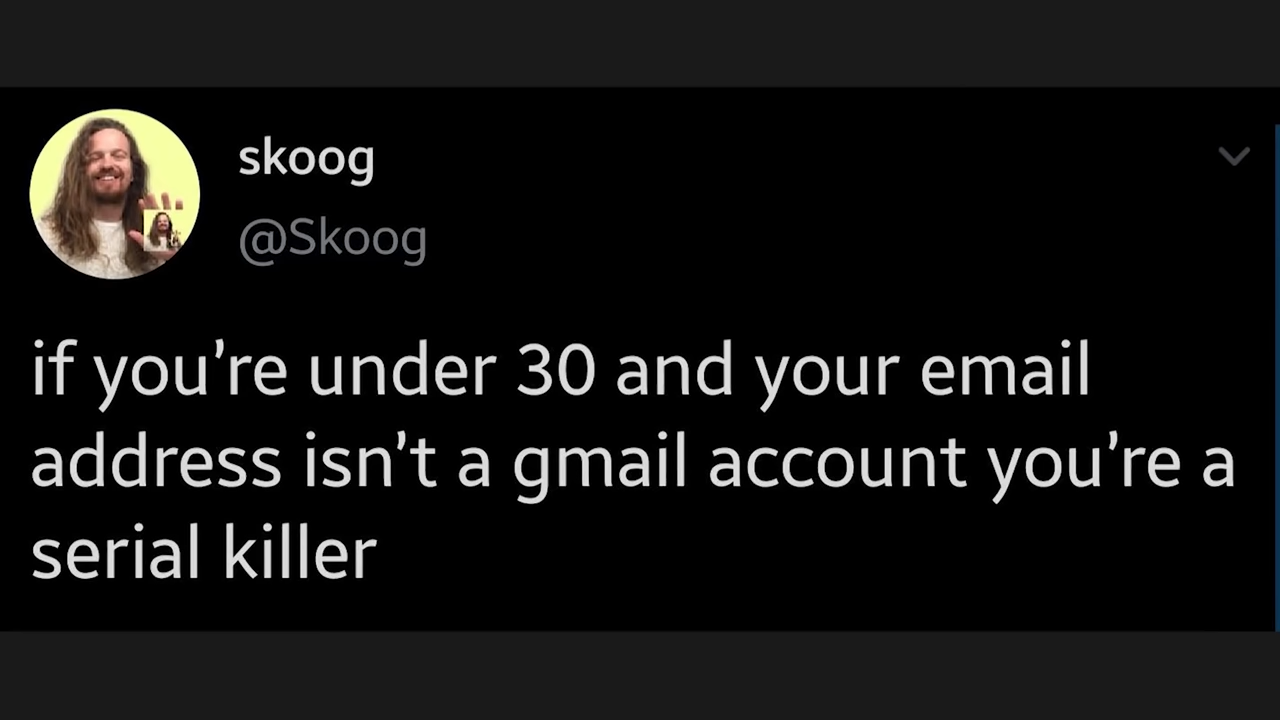 skoog
@Skoog
if you’re under 30 and your email
address isn’t a gmail account you’re a
serial killer